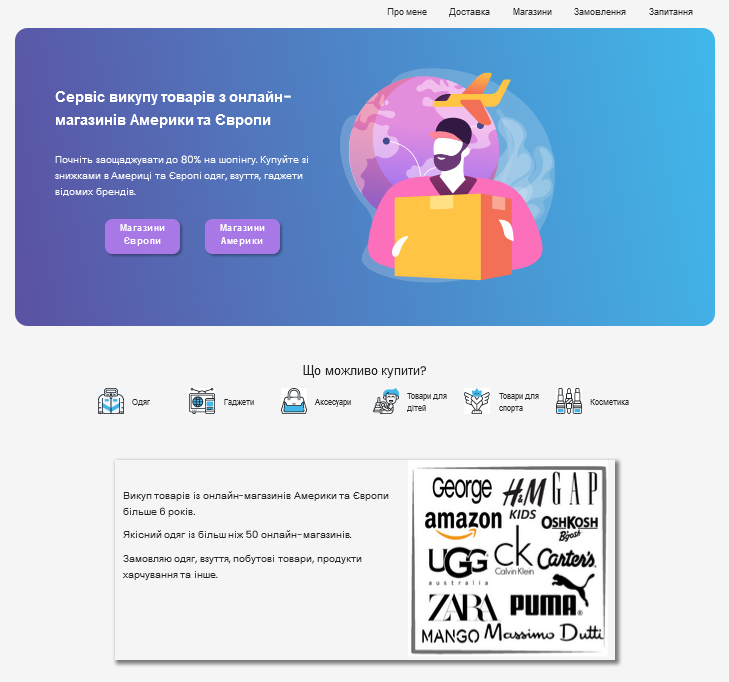 Про мене Доставка Магазини Замовлення Запитання
Сервіс викупу товарів з онлайн-
магазинів Америки та Європи
Почніть заощаджувати до 80% на шопінгу. Купуйте зі
знижками в Америці та Європі одяг, взуття, гаджети
відомих брендів.
Магазини
Європи
Магазини
Америки
Що можливо купити?
Одяг
Гаджети
Аксесуари
Товари для
дітей
Товари для
спорта
Косметика
Викуп товарів із онлайн-магазинів Америки та Європи
більше 6 років.
Якісний одяг із більш ніж 50 онлайн-магазинів.
Замовляю одяг, взуття, побутові товари, продукти
харчування та інше.
George
H&M
KIDS
GAP
amazon
OSHKOSH
B'gosh
UGG
australia
ck
Calvin Klein
Carter's
ZARA
PUMA
MANGO
Massimo Dutti